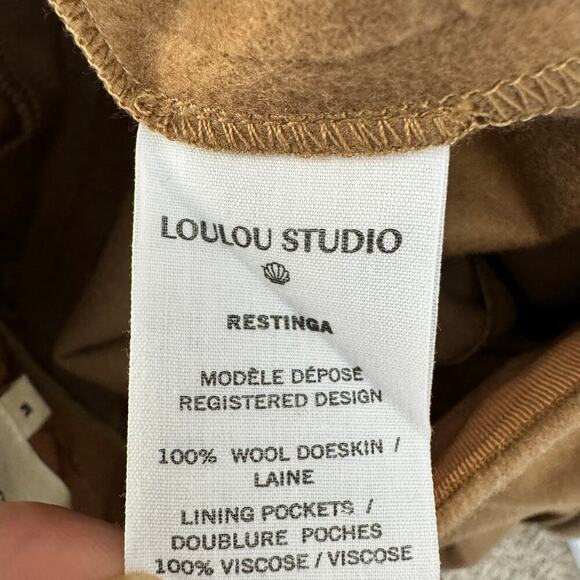 LOULOU STUDIO
RESTINGA
MODÈLE DÉPOSÉ
REGISTERED DESIGN
100% WOOL DOESKIN /
LAINE
LINING POCKETS /
DOUBLURE POCHES
100% VISCOSE / VISCOSE